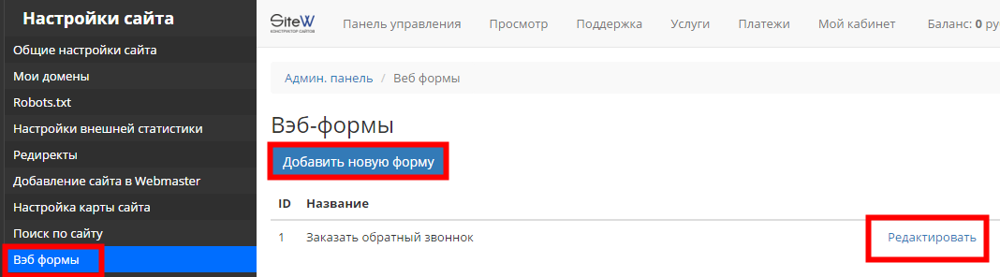 Настройки сайта
Общие настройки сайта
Мои домены
Robots.txt
Настройки внешней статистики
Редиректы
Добавление сайта в Webmaster
Настройка карты сайта
Поиск по сайту
Вэб формы
SiteW
КОНСТРУКТОР САЙТОВ
Панель управления Просмотр Поддержка Услуги Платежи Мой кабинет Баланс: 0 ру
Админ. панель / Веб формы
Вэб-формы
Добавить новую форму
ID Название
1 Заказать обратный звоннок Редактировать